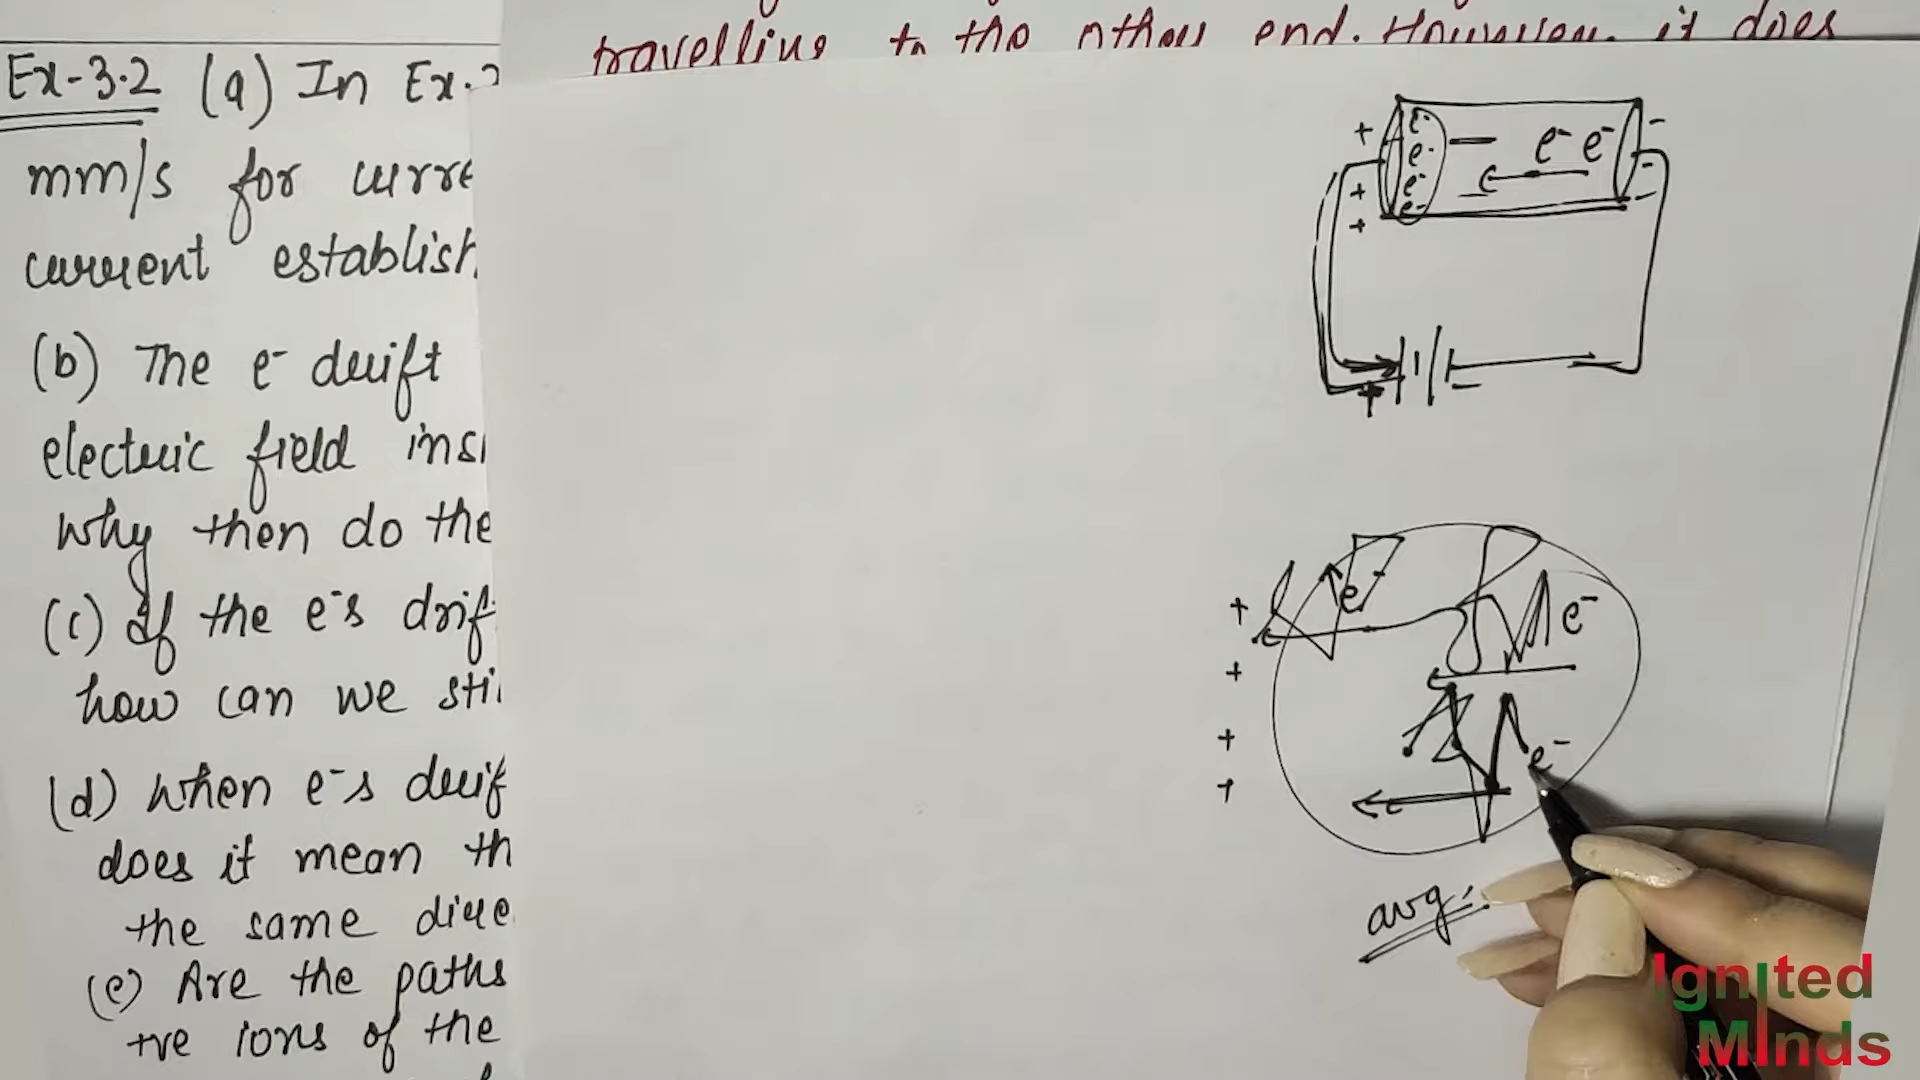 travelling to the other end. However, it does
Ex-3.2 (a) In Ex.
mm/s for curre
current establish
(b) The e⁻ drift
electric field insi
why then do the
(c) If the e⁻s drif
how can we stil
(d) When e⁻s drif
does it mean th
the same dire
(e) Are the paths
+ve ions of the
+ e⁻ e⁻ e⁻ -
+ e⁻ -
+ e⁻
e⁻
+ -
+ e⁻ e⁻
+
+ e⁻
+
avg:
Ignited
Minds